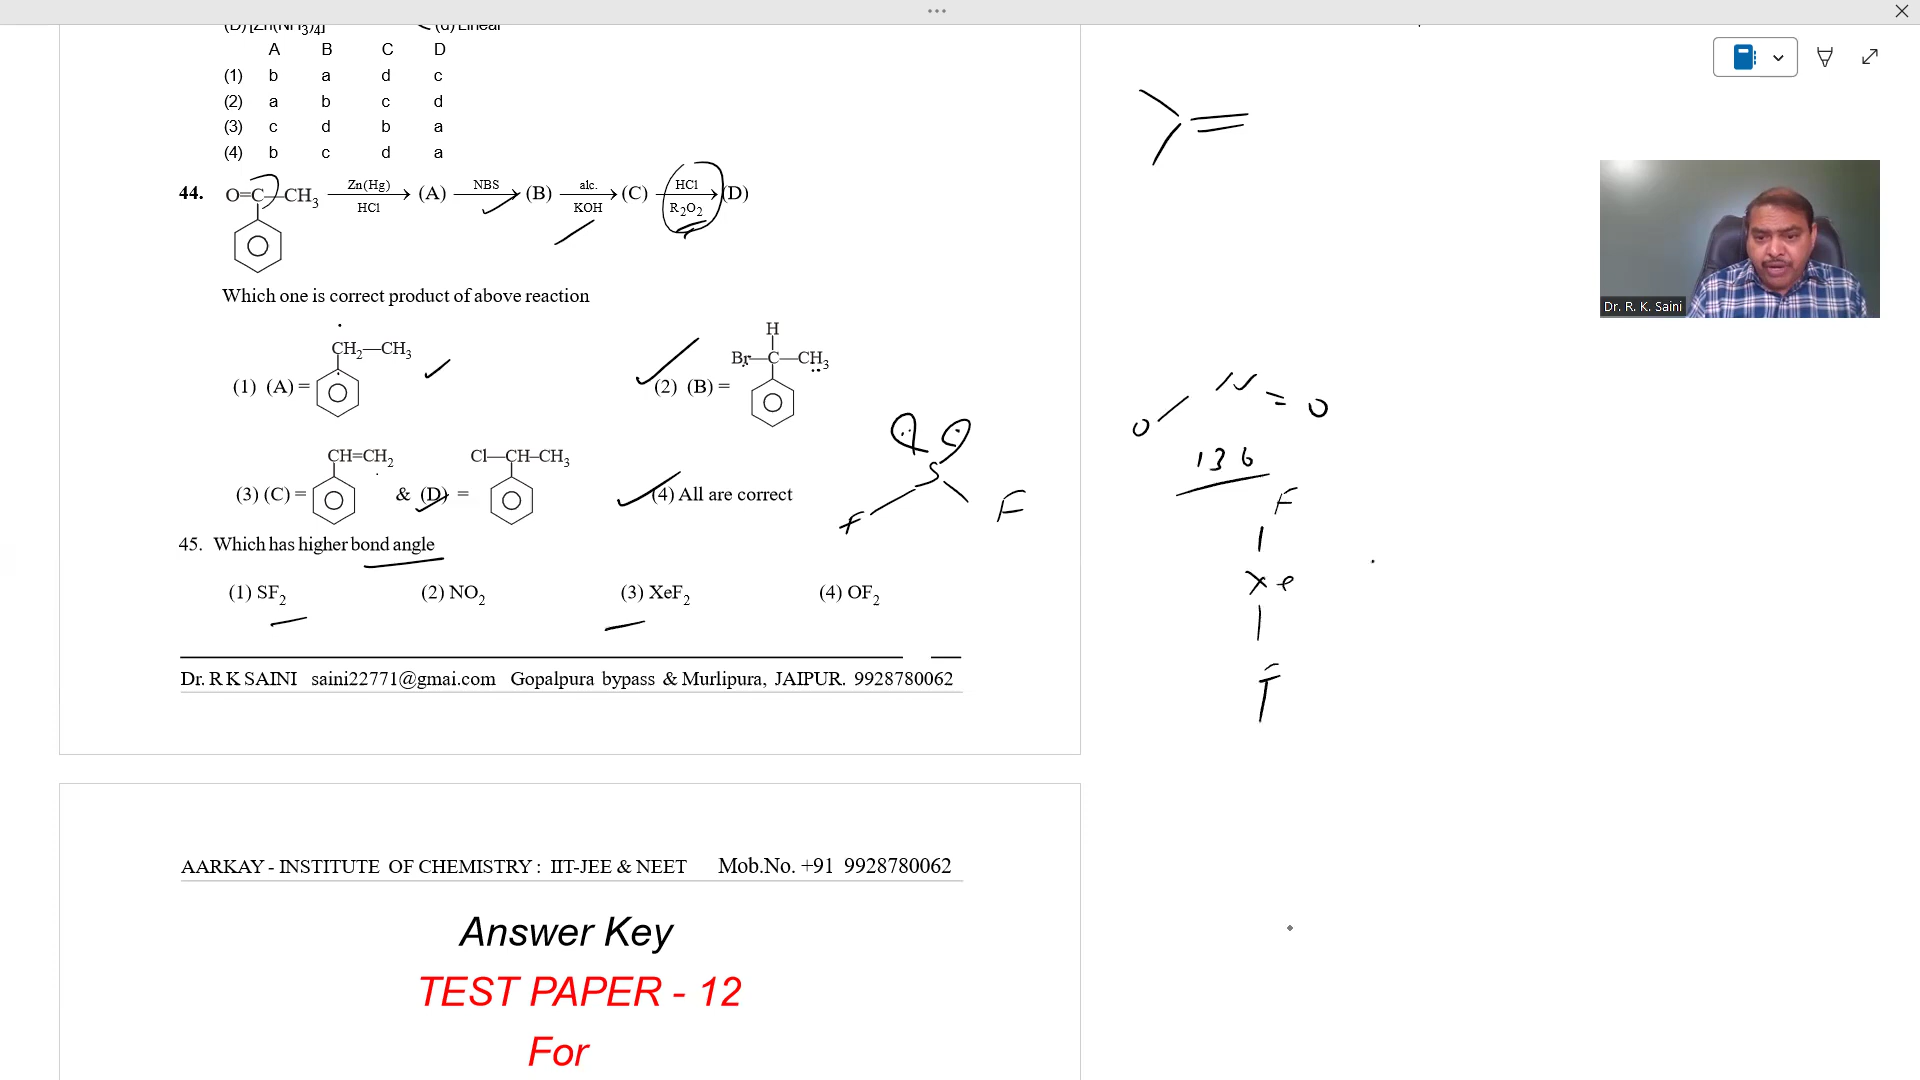 (D) [Zn(NH3)4] (d) Linear
A B C D
(1) b a d c
(2) a b c d
(3) c d b a
(4) b c d a
44. O=C—CH3 Zn(Hg) HCl (A) NBS (B) alc. KOH (C) HCl R2O2 (D)
Which one is correct product of above reaction
(1) (A) = CH2—CH3
(2) (B) = H Br—C—CH3
(3) (C) = CH=CH2 & (D) = Cl—CH–CH3
(4) All are correct
45. Which has higher bond angle
(1) SF2 (2) NO2 (3) XeF2 (4) OF2
Dr. R K SAINI saini22771@gmai.com Gopalpura bypass & Murlipura, JAIPUR. 9928780062
AARKAY - INSTITUTE OF CHEMISTRY : IIT-JEE & NEET Mob.No. +91 9928780062
Answer Key
TEST PAPER - 12
For
S
F F
N
O = O
136
F
Xe
F
Dr. R. K. Saini